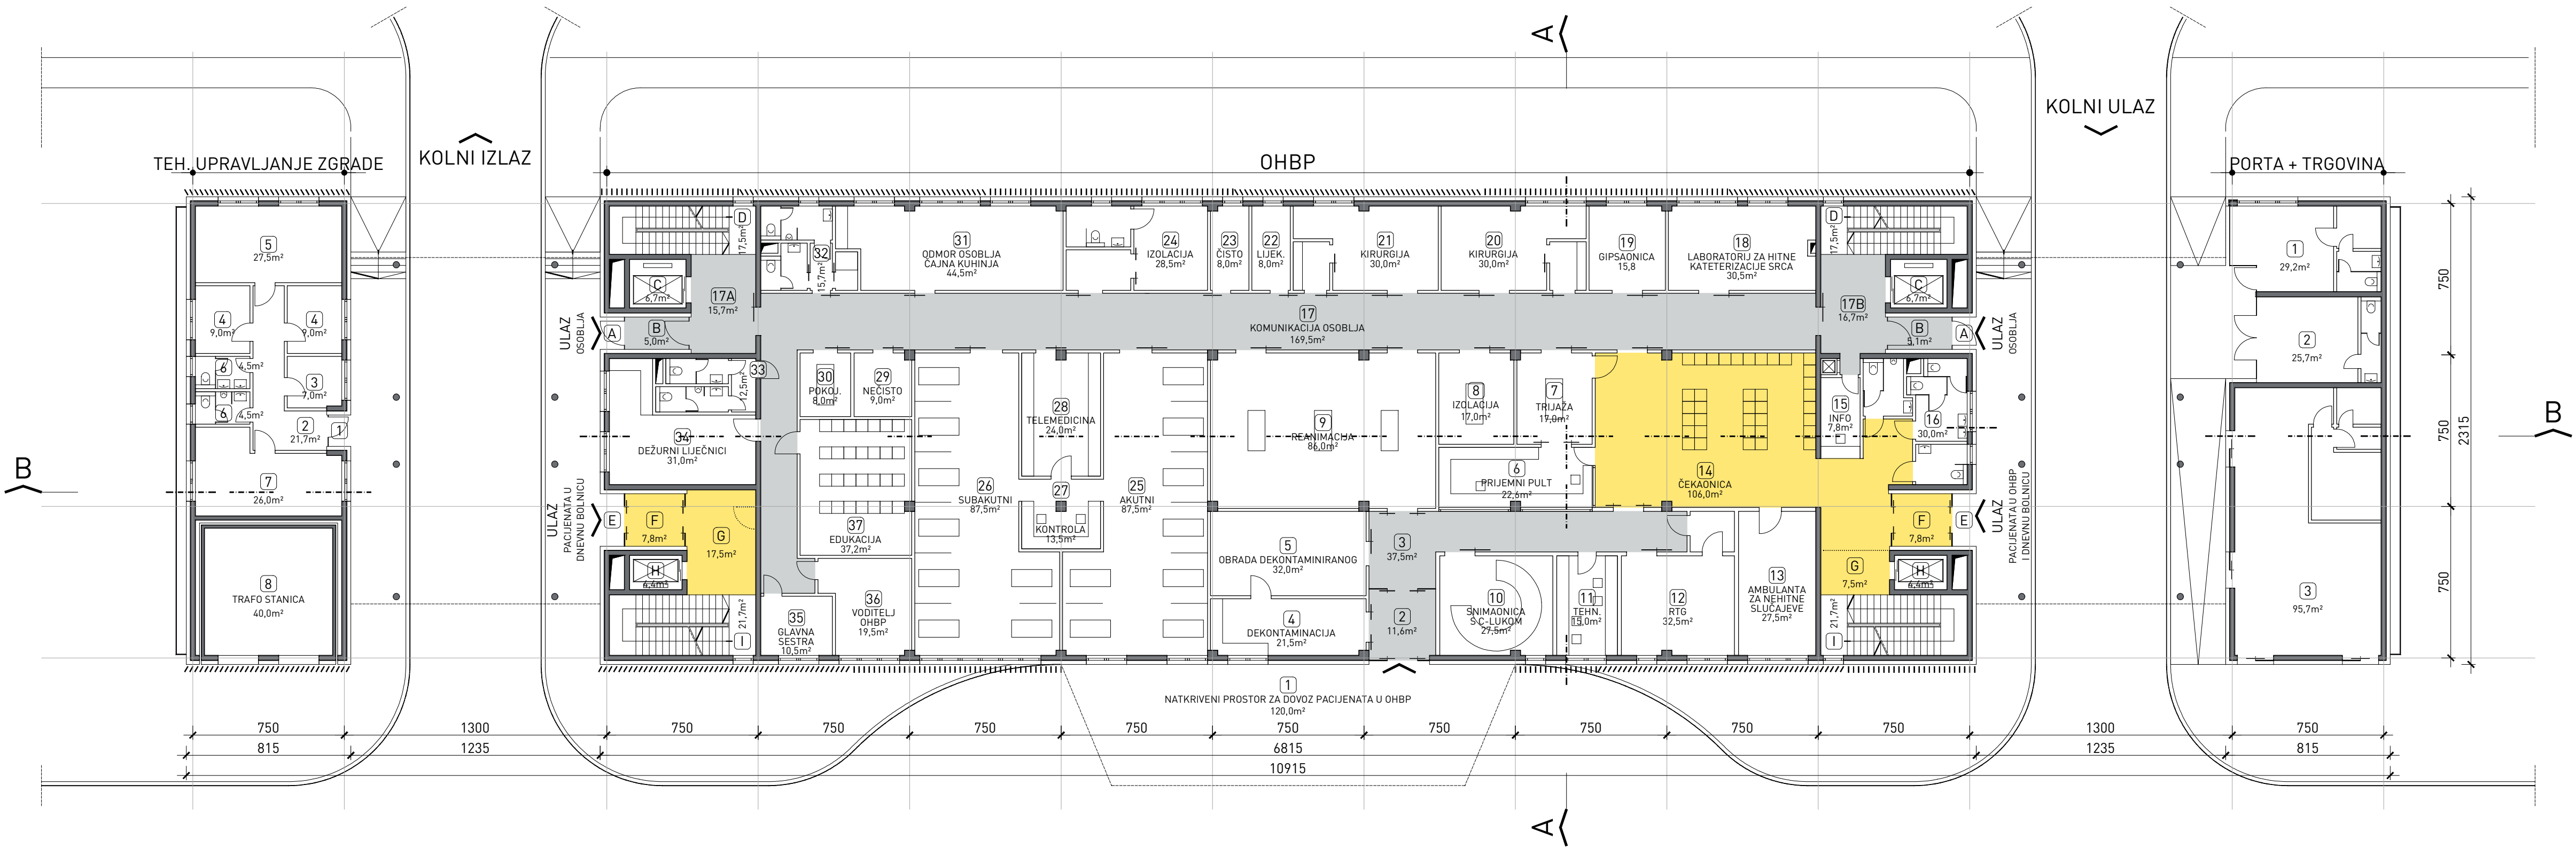 A
KOLNI ULAZ
KOLNI IZLAZ
TEH. UPRAVLJANJE ZGRADE
OHBP
PORTA + TRGOVINA
5
27,5m²
4
9,0m²
4
9,0m²
6
4,5m²
3
7,0m²
6
4,5m²
2
21,7m²
1
7
26,0m²
8
TRAFO STANICA
40,0m²
B
ULAZ
OSOBLJA
ULAZ
PACIJENATA U
DNEVNU BOLNICU
D
17,5m²
C
6,7m²
17A
15,7m²
A
B
5,0m²
32
15,7m²
31
ODMOR OSOBLJA
ČAJNA KUHINJA
44,5m²
24
IZOLACIJA
28,5m²
23
ČISTO
8,0m²
22
LIJEK.
8,0m²
21
KIRURGIJA
30,0m²
20
KIRURGIJA
30,0m²
19
GIPSAONICA
15,8
18
LABORATORIJ ZA HITNE
KATETERIZACIJE SRCA
30,5m²
D
17,5m²
C
6,7m²
17B
16,7m²
B
5,1m²
A
ULAZ
OSOBLJA
17
KOMUNIKACIJA OSOBLJA
169,5m²
33
12,5m²
34
DEŽURNI LIJEČNICI
31,0m²
30
POKOJ.
8,0m²
29
NEČISTO
9,0m²
28
TELEMEDICINA
24,0m²
27
KONTROLA
13,5m²
26
SUBAKUTNI
87,5m²
25
AKUTNI
87,5m²
37
EDUKACIJA
37,2m²
9
REANIMACIJA
86,0m²
8
IZOLACIJA
17,0m²
7
TRIJAŽA
17,0m²
6
PRIJEMNI PULT
22,6m²
14
ČEKAONICA
106,0m²
15
INFO
7,8m²
16
30,0m²
E
F
7,8m²
G
17,5m²
H
4,4m²
I
21,7m²
35
GLAVNA
SESTRA
10,5m²
36
VODITELJ
OHBP
19,5m²
5
OBRADA DEKONTAMINIRANOG
32,0m²
4
DEKONTAMINACIJA
21,5m²
3
37,5m²
2
11,6m²
10
SNIMAONICA
S C-LUKOM
27,5m²
11
TEHN.
15,0m²
12
RTG
32,5m²
13
AMBULANTA
ZA NEHITNE
SLUČAJEVE
27,5m²
F
7,8m²
E
G
7,5m²
H
4,4m²
I
21,7m²
ULAZ
PACIJENATA U OHBP
I DNEVNU BOLNICU
1
NATKRIVENI PROSTOR ZA DOVOZ PACIJENATA U OHBP
120,0m²
1
29,2m²
2
25,7m²
3
95,7m²
750
750
750
2315
B
750
1300
750
750
750
750
750
750
750
750
750
1300
750
815
1235
6815
1235
815
10915
A